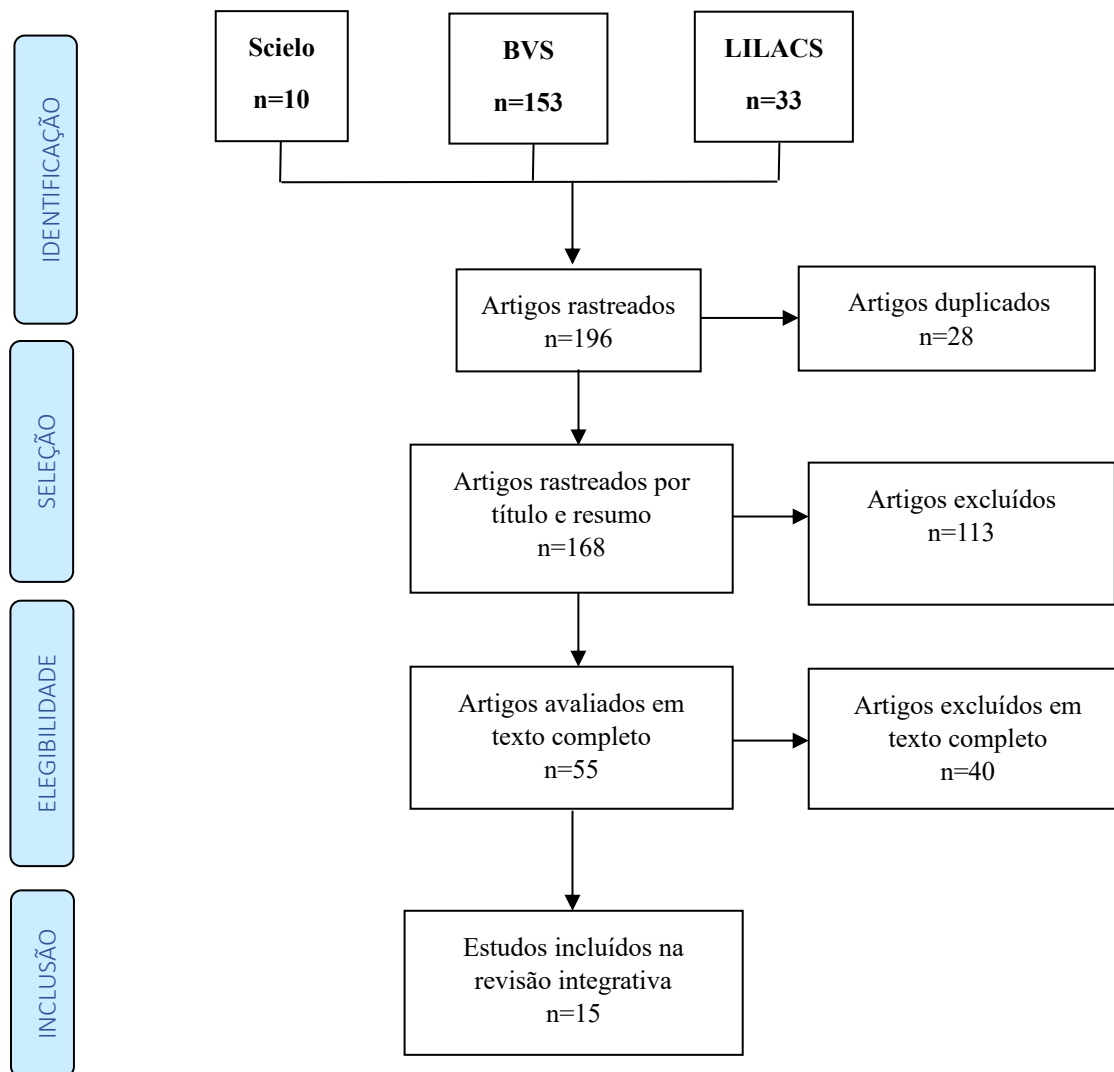 IDENTIFICAÇÃO
Scielo
n=10
BVS
n=153
LILACS
n=33
Artigos rastreados
n=196
Artigos duplicados
n=28
SELEÇÃO
Artigos rastreados por
título e resumo
n=168
Artigos excluídos
n=113
ELEGIBILIDADE
Artigos avaliados em
texto completo
n=55
Artigos excluídos em
texto completo
n=40
INCLUSÃO
Estudos incluídos na
revisão integrativa
n=15